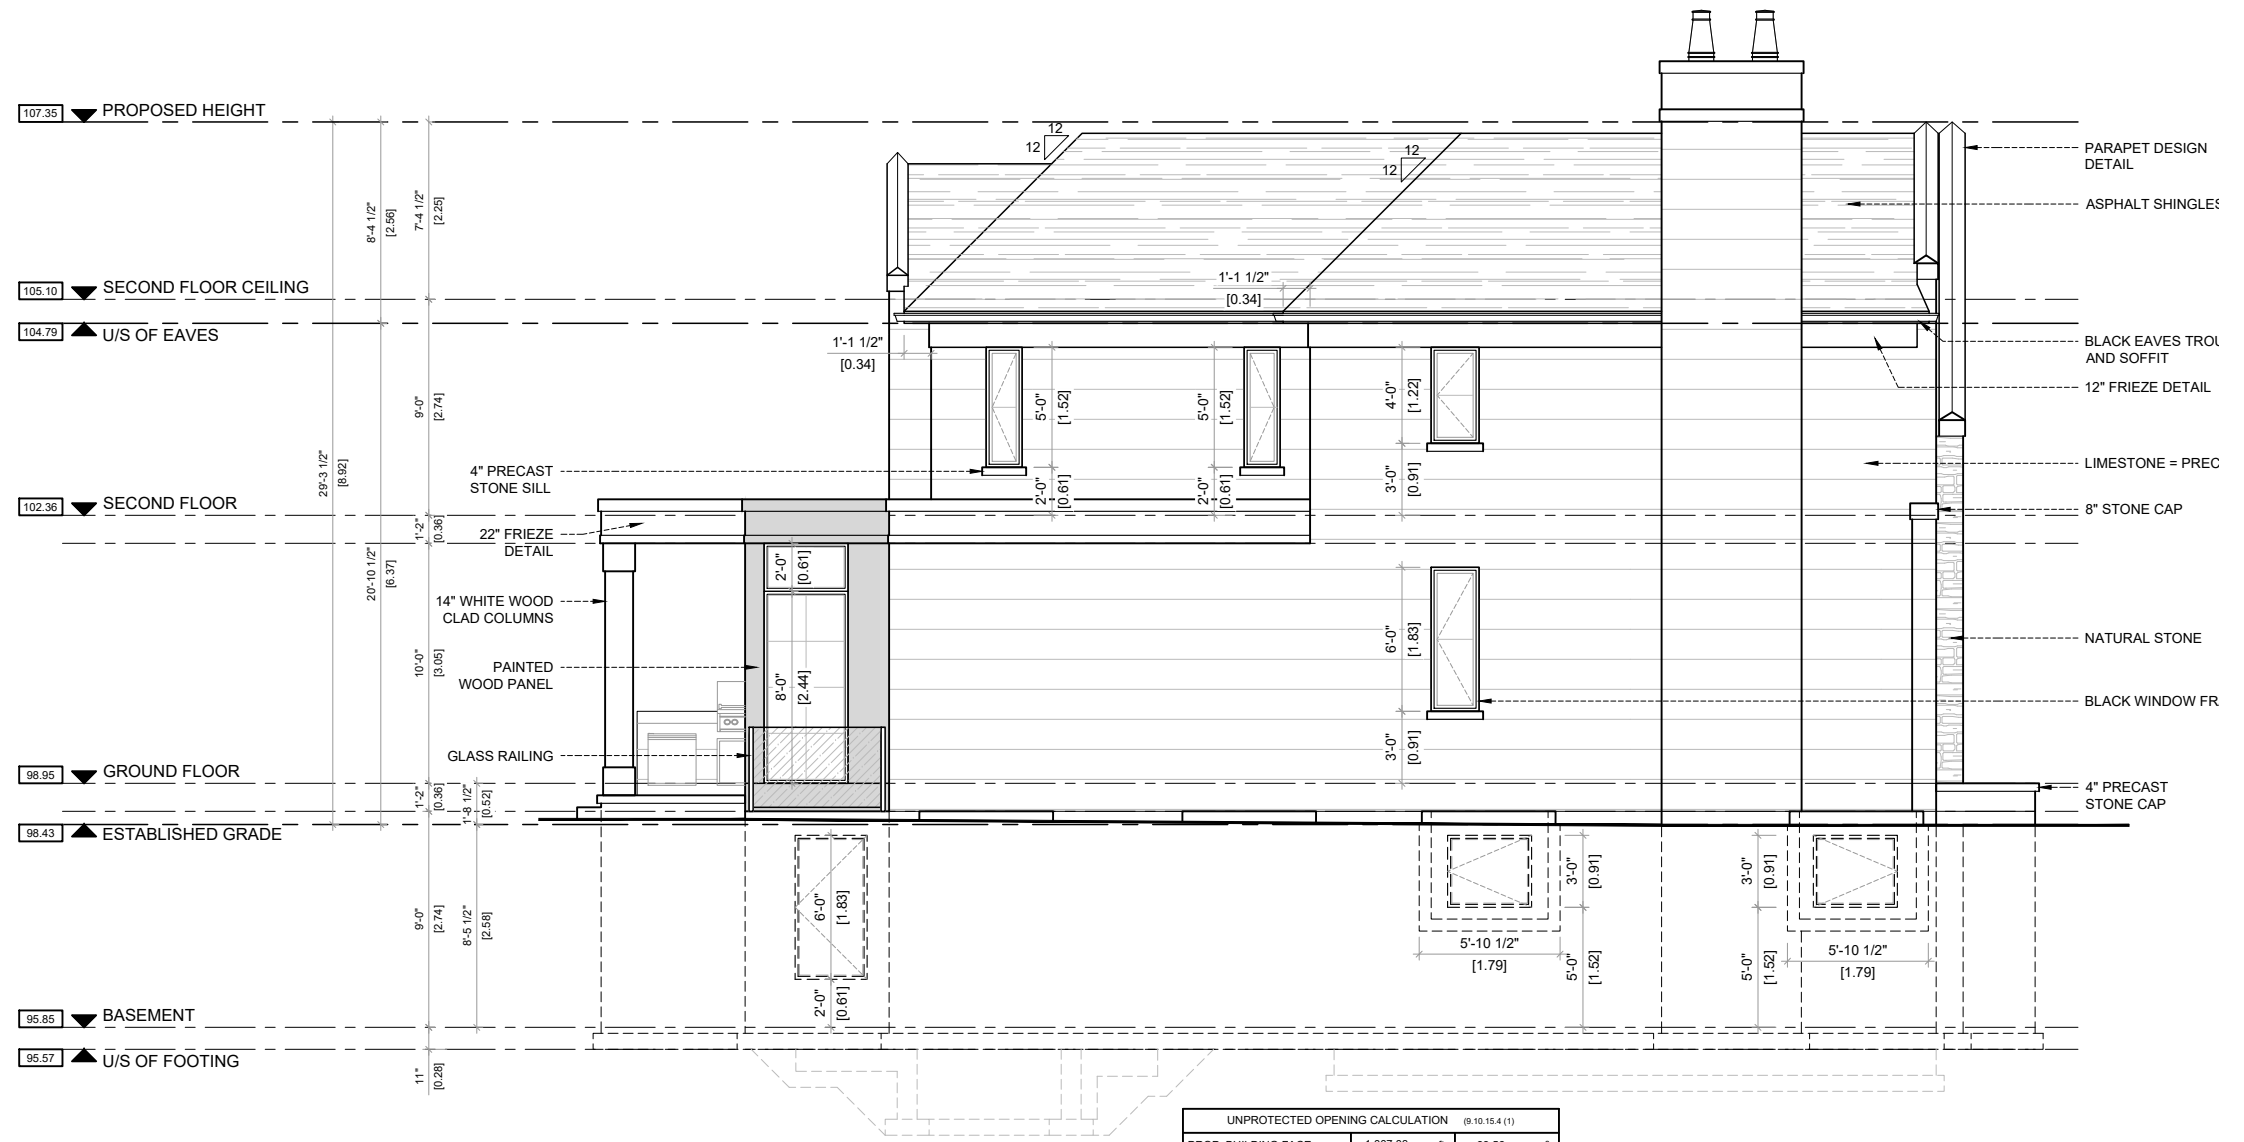 107.35 PROPOSED HEIGHT
105.10 SECOND FLOOR CEILING
104.79 U/S OF EAVES
102.36 SECOND FLOOR
98.95 GROUND FLOOR
98.43 ESTABLISHED GRADE
95.85 BASEMENT
95.57 U/S OF FOOTING
29'-3 1/2"
[8.92]
8'-4 1/2"
[2.56]
20'-10 1/2"
[6.37]
7'-4 1/2"
[2.25]
9'-0"
[2.74]
1'-2"
[0.36]
10'-0"
[3.05]
1'-2"
[0.36]
1'-8 1/2"
[0.52]
9'-0"
[2.74]
8'-5 1/2"
[2.58]
11"
[0.28]
4" PRECAST
STONE SILL
22" FRIEZE
DETAIL
14" WHITE WOOD
CLAD COLUMNS
PAINTED
WOOD PANEL
GLASS RAILING
12
12
12
12
1'-1 1/2"
[0.34]
1'-1 1/2"
[0.34]
5'-0"
[1.52]
2'-0"
[0.61]
5'-0"
[1.52]
2'-0"
[0.61]
4'-0"
[1.22]
3'-0"
[0.91]
2'-0"
[0.61]
8'-0"
[2.44]
6'-0"
[1.83]
3'-0"
[0.91]
6'-0"
[1.83]
2'-0"
[0.61]
3'-0"
[0.91]
5'-0"
[1.52]
5'-10 1/2"
[1.79]
3'-0"
[0.91]
5'-0"
[1.52]
5'-10 1/2"
[1.79]
PARAPET DESIGN
DETAIL
ASPHALT SHINGLES
BLACK EAVES TROU
AND SOFFIT
12" FRIEZE DETAIL
LIMESTONE = PREC
8" STONE CAP
NATURAL STONE
BLACK WINDOW FR
4" PRECAST
STONE CAP
UNPROTECTED OPENING CALCULATION (9.10.15.4 (1)